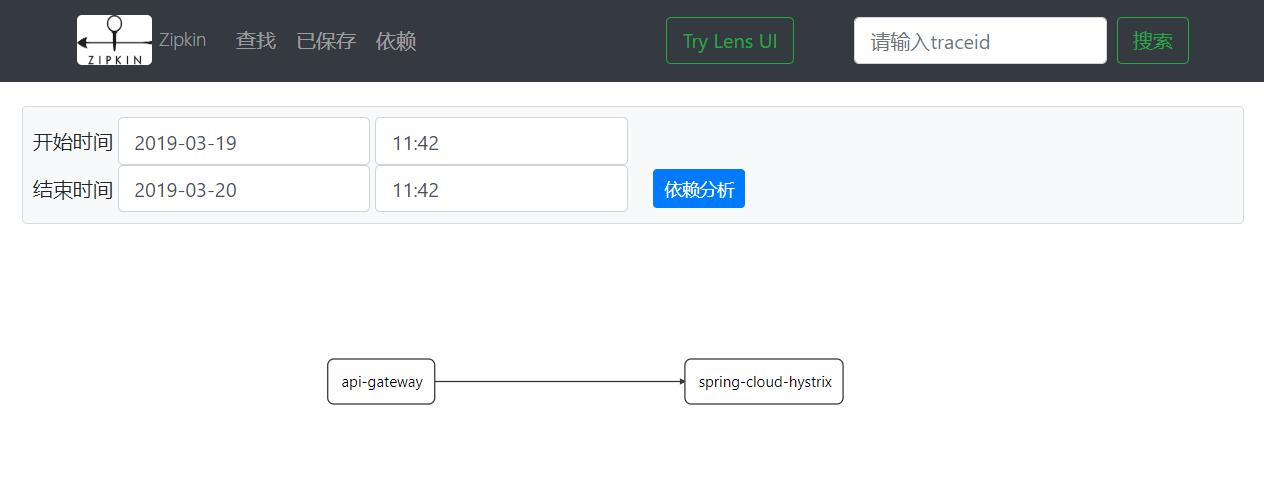 ZIPKIN Zipkin 查找 已保存 依赖 Try Lens UI 请输入traceid 搜索
开始时间 2019-03-19 11:42
结束时间 2019-03-20 11:42 依赖分析
api-gateway spring-cloud-hystrix